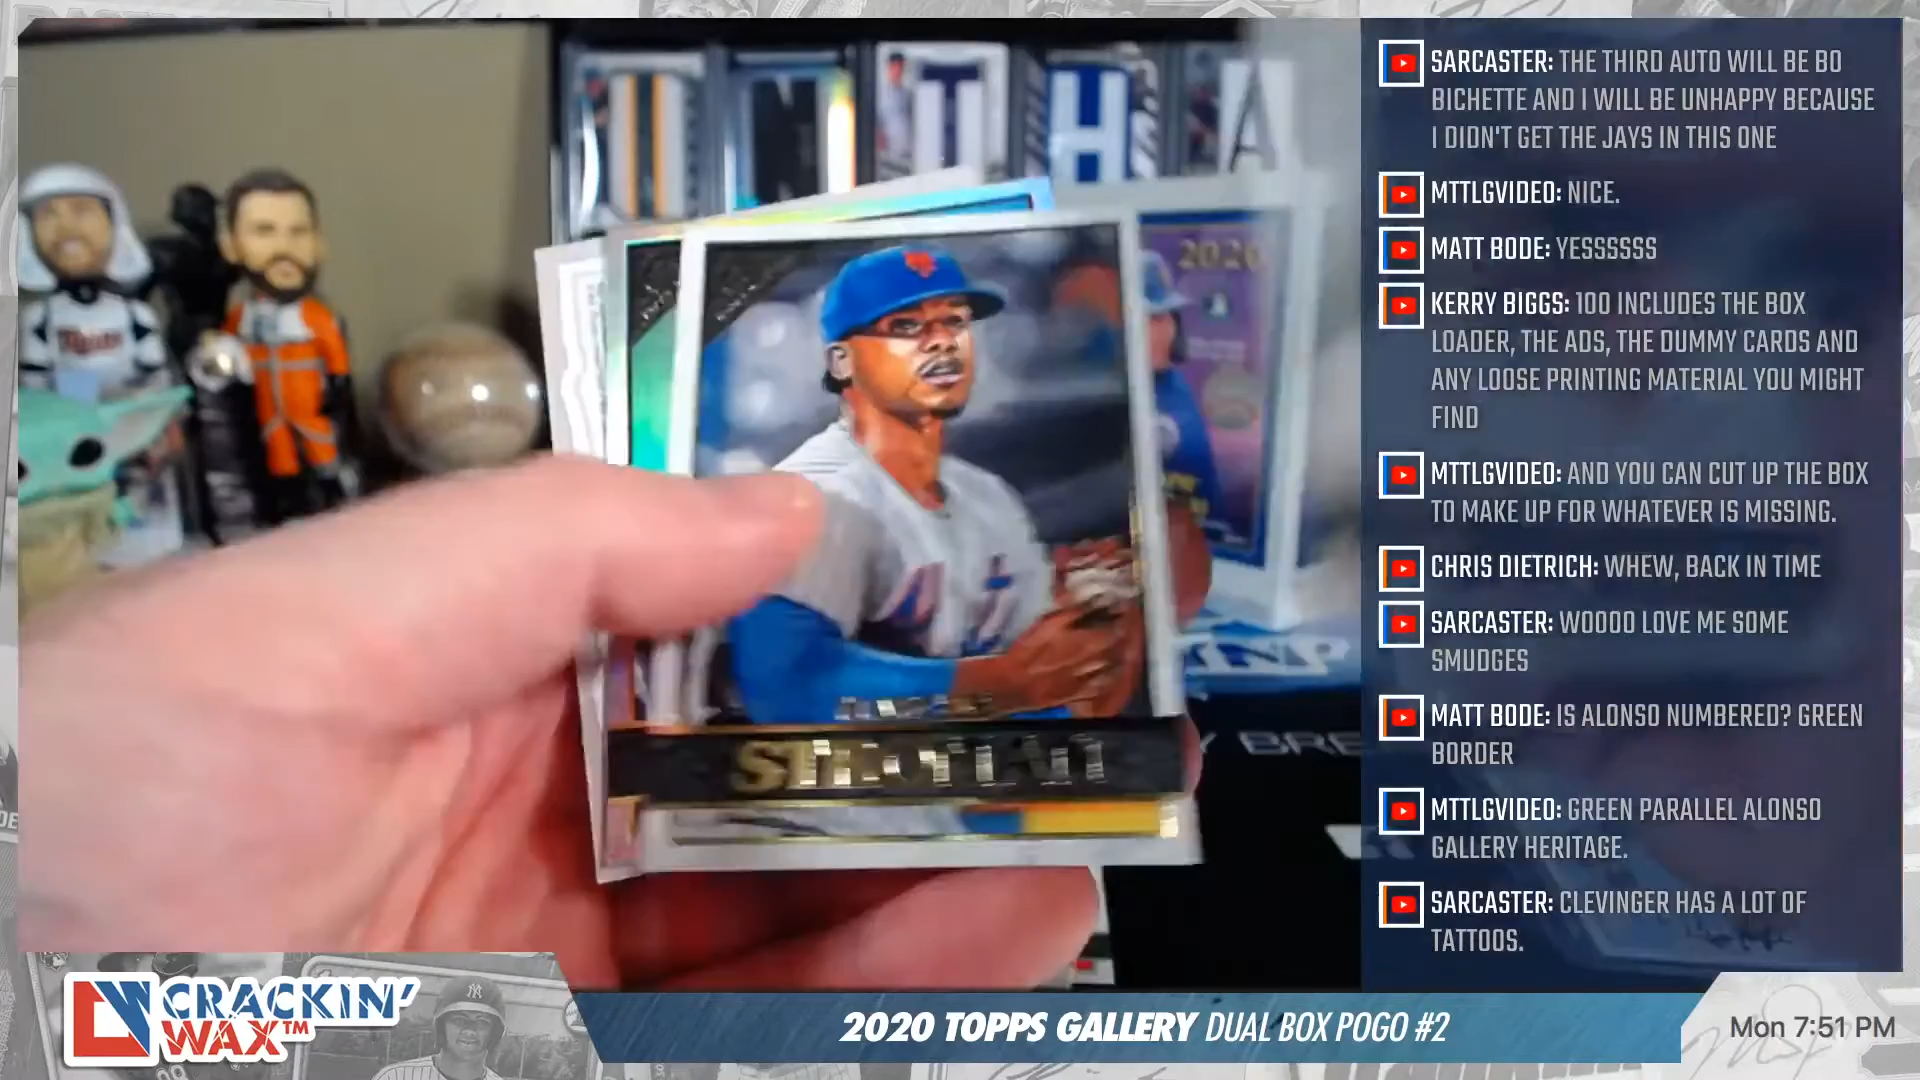 SARCASTER: THE THIRD AUTO WILL BE BO
BICHETTE AND I WILL BE UNHAPPY BECAUSE
I DIDN'T GET THE JAYS IN THIS ONE
MTTLGVIDEO: NICE.
MATT BODE: YESSSSSS
KERRY BIGGS: 100 INCLUDES THE BOX
LOADER, THE ADS, THE DUMMY CARDS AND
ANY LOOSE PRINTING MATERIAL YOU MIGHT
FIND
MTTLGVIDEO: AND YOU CAN CUT UP THE BOX
TO MAKE UP FOR WHATEVER IS MISSING.
CHRIS DIETRICH: WHEW, BACK IN TIME
SARCASTER: WOOOO LOVE ME SOME
SMUDGES
MATT BODE: IS ALONSO NUMBERED? GREEN
BORDER
MTTLGVIDEO: GREEN PARALLEL ALONSO
GALLERY HERITAGE.
SARCASTER: CLEVINGER HAS A LOT OF
TATTOOS.
2020
CRACKIN'
WAX™
2020 TOPPS GALLERY DUAL BOX POGO #2
Mon 7:51 PM